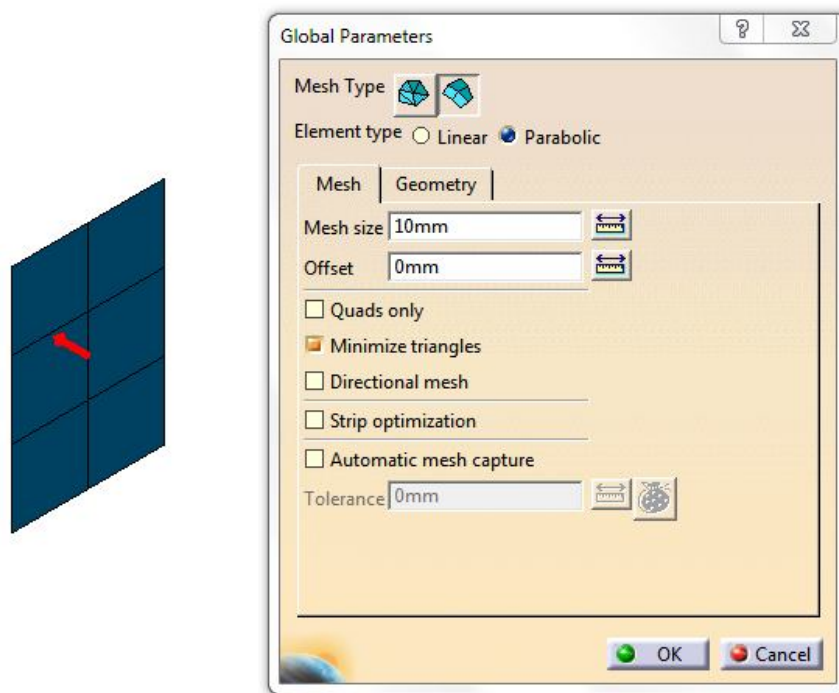 Global Parameters
Mesh Type
Element type Linear Parabolic
Mesh Geometry
Mesh size 10mm
Offset 0mm
Quads only
Minimize triangles
Directional mesh
Strip optimization
Automatic mesh capture
Tolerance 0mm
OK Cancel